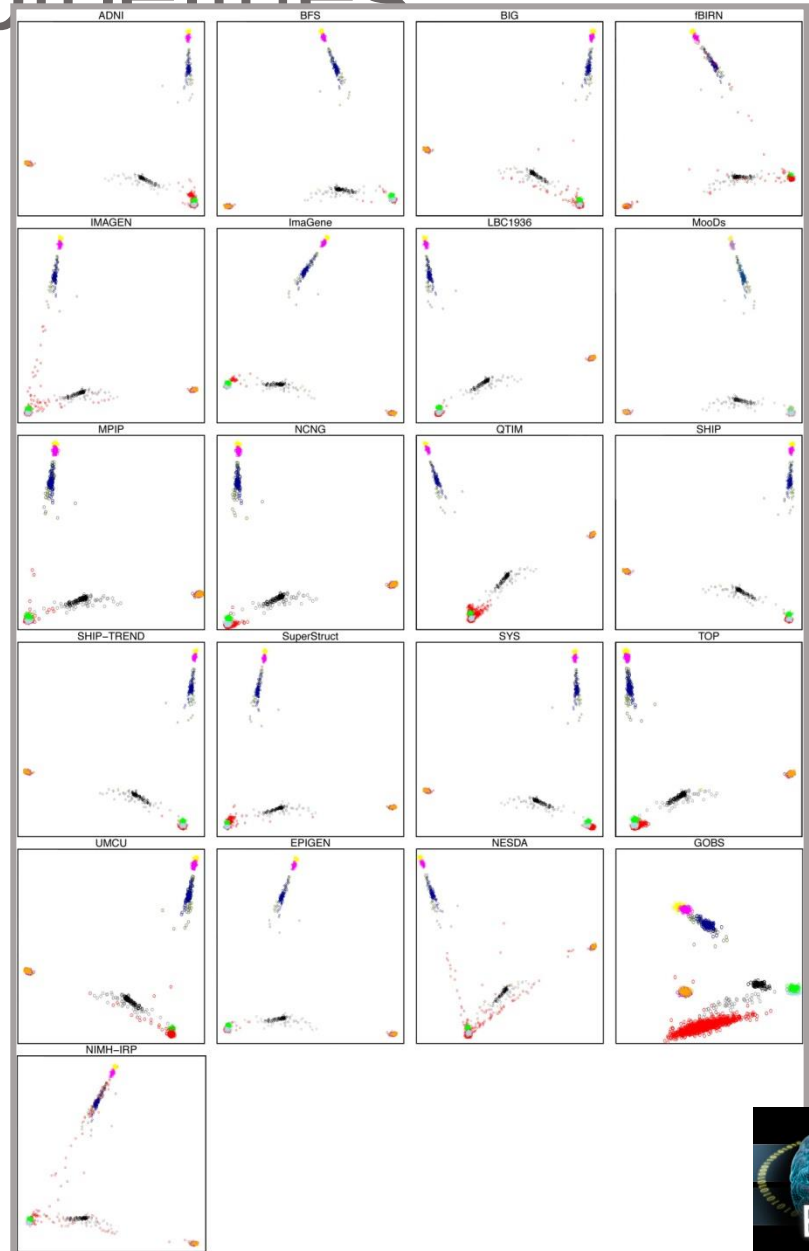 ADNI BFS BIG fBIRN
IMAGEN ImaGene LBC1936 MooDs
MPIP NCNG QTIM SHIP
SHIP-TREND SuperStruct SYS TOP
UMCU EPIGEN NESDA GOBS
NIMH-IRP